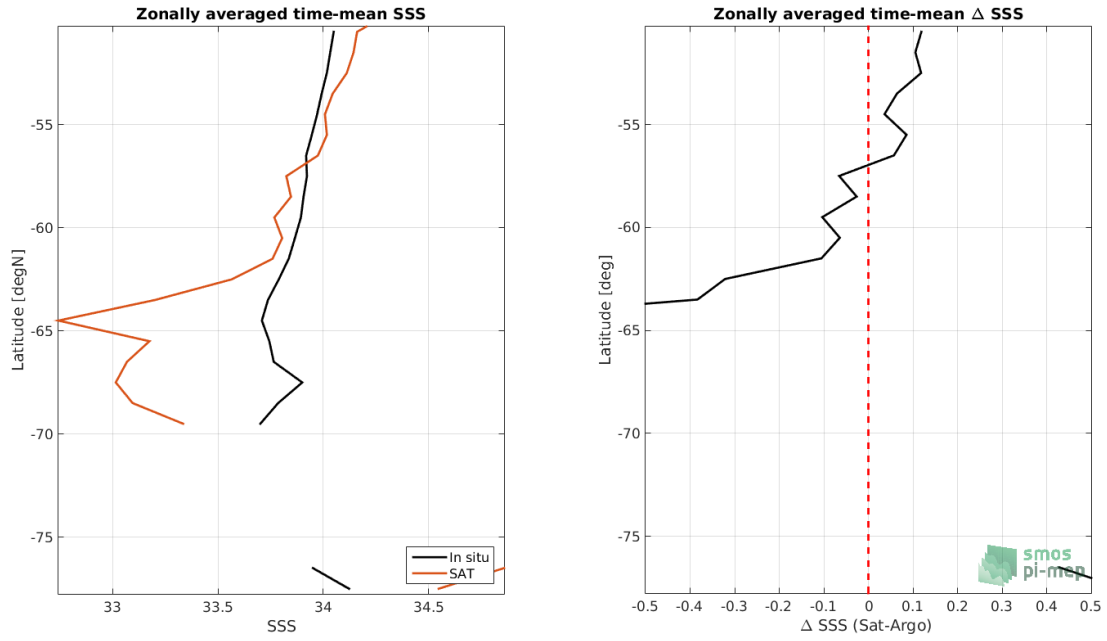 Zonally averaged time-mean SSS
Latitude [degN]
-55
-60
-65
-70
-75
33
33.5
34
34.5
SSS
In situ
SAT
Zonally averaged time-mean Δ SSS
Latitude [deg]
-55
-60
-65
-70
-75
-0.5
-0.4
-0.3
-0.2
-0.1
0
0.1
0.2
0.3
0.4
0.5
Δ SSS (Sat-Argo)
smos
pi-mep